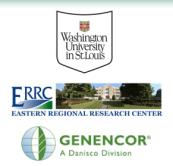 Washington
University
in St.Louis
ERRC
EASTERN REGIONAL RESEARCH CENTER
GENENCOR®
A Danisco Division